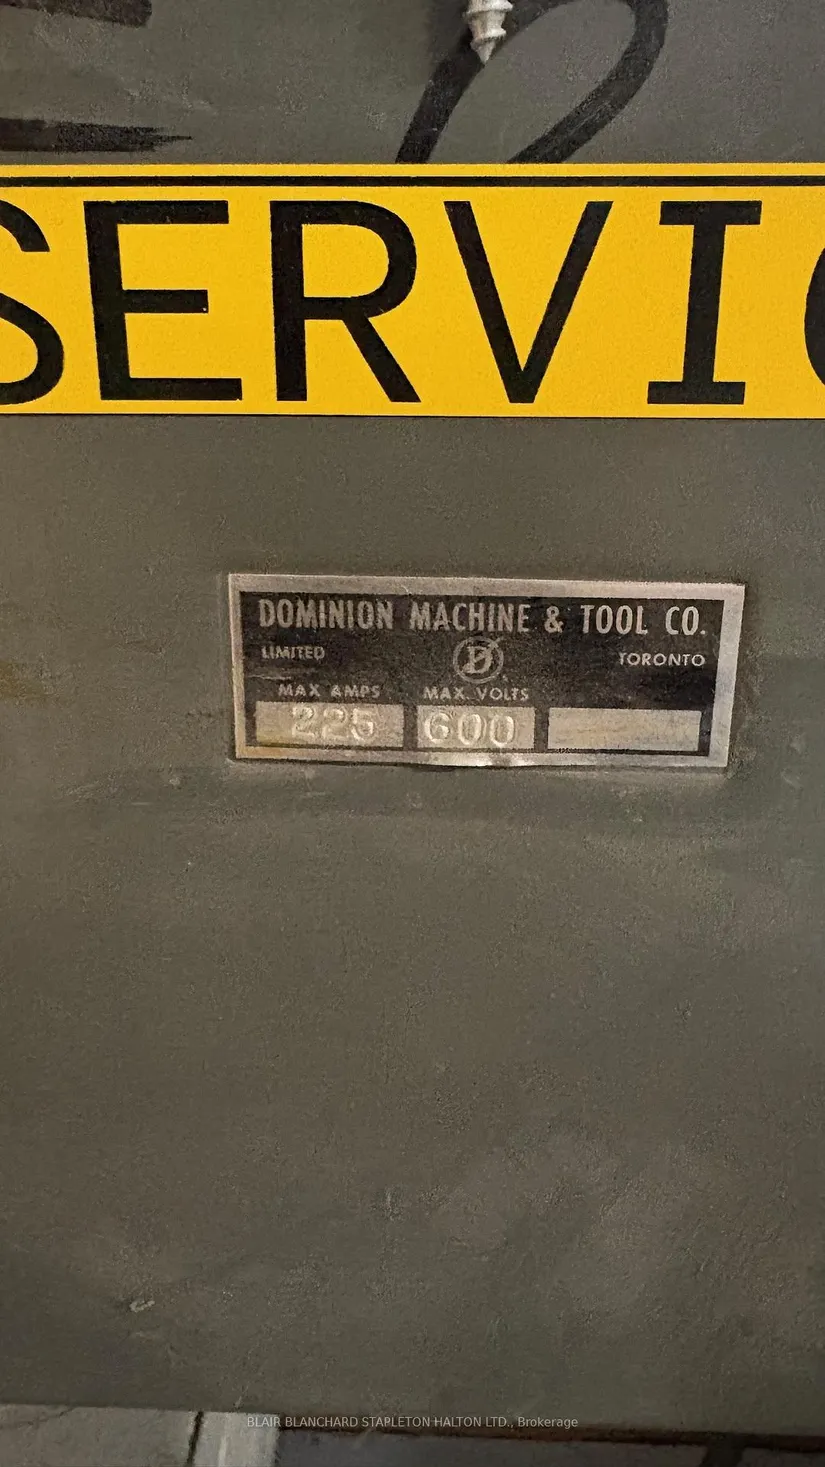 SERVIC
DOMINION MACHINE & TOOL CO.
LIMITED D TORONTO
MAX AMPS MAX. VOLTS
225 600
BLAIR BLANCHARD STAPLETON HALTON LTD., Brokerage